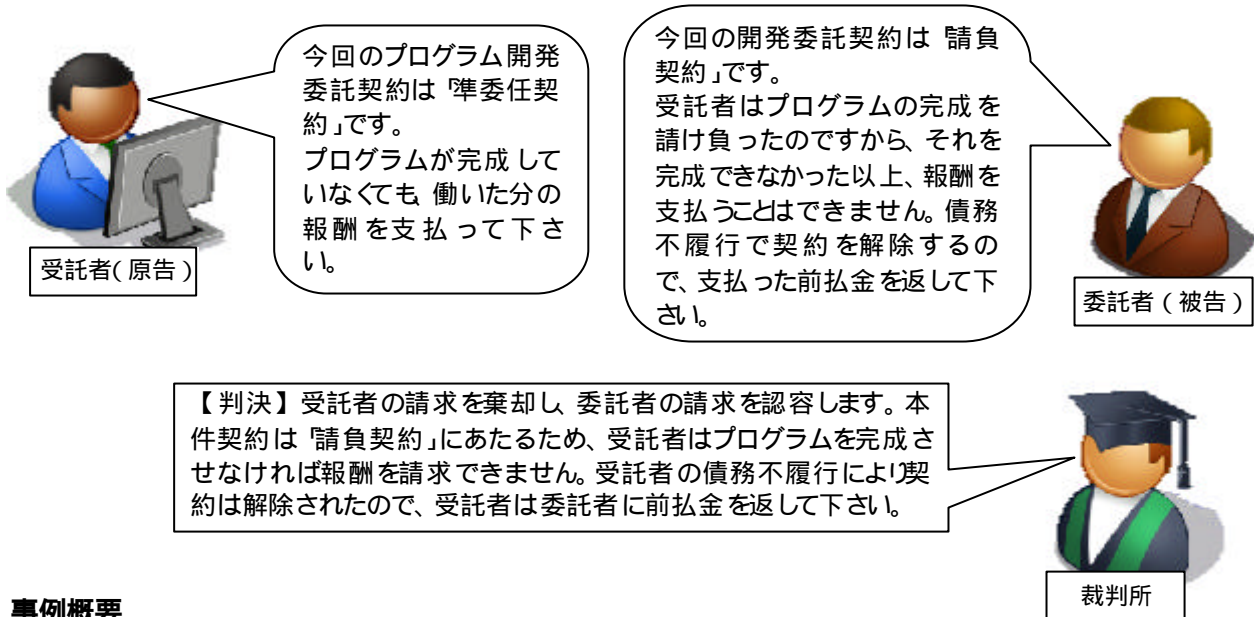 今回のプログラム開発
委託契約は「準委任契
約」です。
プログラムが完成して
いなくても、働いた分の
報酬を支払って下さ
い。
受託者(原告)
今回の開発委託契約は「請負
契約」です。
受託者はプログラムの完成を
請け負ったのですから、それを
完成できなかった以上、報酬を
支払うことはできません。債務
不履行で契約を解除するの
で、支払った前払金を返して下
さい。
委託者(被告)
【判決】受託者の請求を棄却し、委託者の請求を認容します。本
件契約は「請負契約」にあたるため、受託者はプログラムを完成さ
せなければ報酬を請求できません。受託者の債務不履行により契
約は解除されたので、受託者は委託者に前払金を返して下さい。
裁判所
事例概要